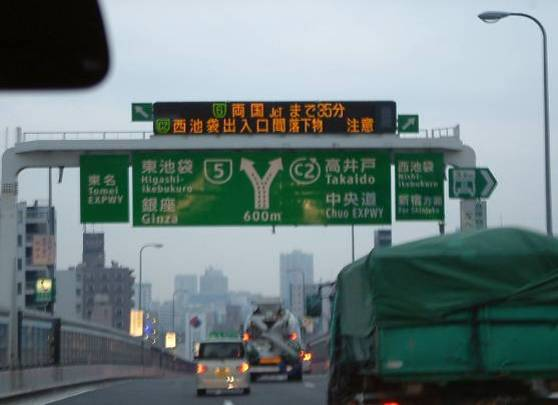 6 両国 Jct まで35分
C2 西池袋出入口間落下物 注意
東名
Tomei
EXPWY
東池袋
Higashi-
ikebukuro
銀座
Ginza
5
600m
C2
高井戸
Takaido
中央道
Chuo EXPWY
西池袋
Nishi-
ikebukuro
新宿方面
For Shinjuku